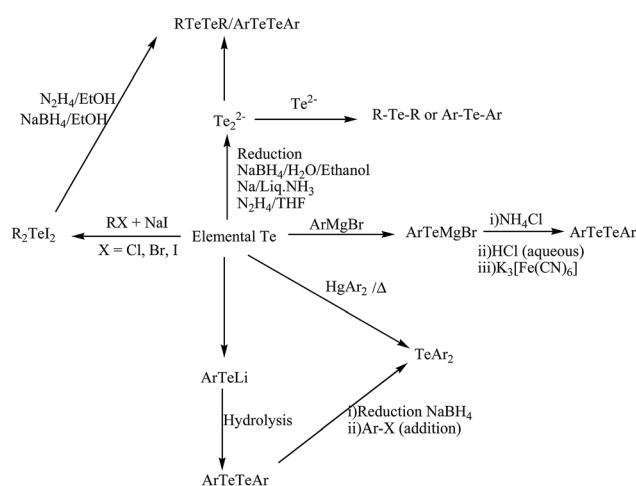 RTeTeR/ArTeTeAr
N₂H₄/EtOH
NaBH₄/EtOH
Te₂²⁻
Te²⁻
R-Te-R or Ar-Te-Ar
Reduction
NaBH₄/H₂O/Ethanol
Na/Liq.NH₃
N₂H₄/THF
R₂TeI₂
RX + NaI
X = Cl, Br, I
Elemental Te
ArMgBr
ArTeMgBr
i)NH₄Cl
ii)HCl (aqueous)
iii)K₃[Fe(CN)₆]
ArTeTeAr
HgAr₂ /Δ
TeAr₂
ArTeLi
Hydrolysis
i)Reduction NaBH₄
ii)Ar-X (addition)
ArTeTeAr